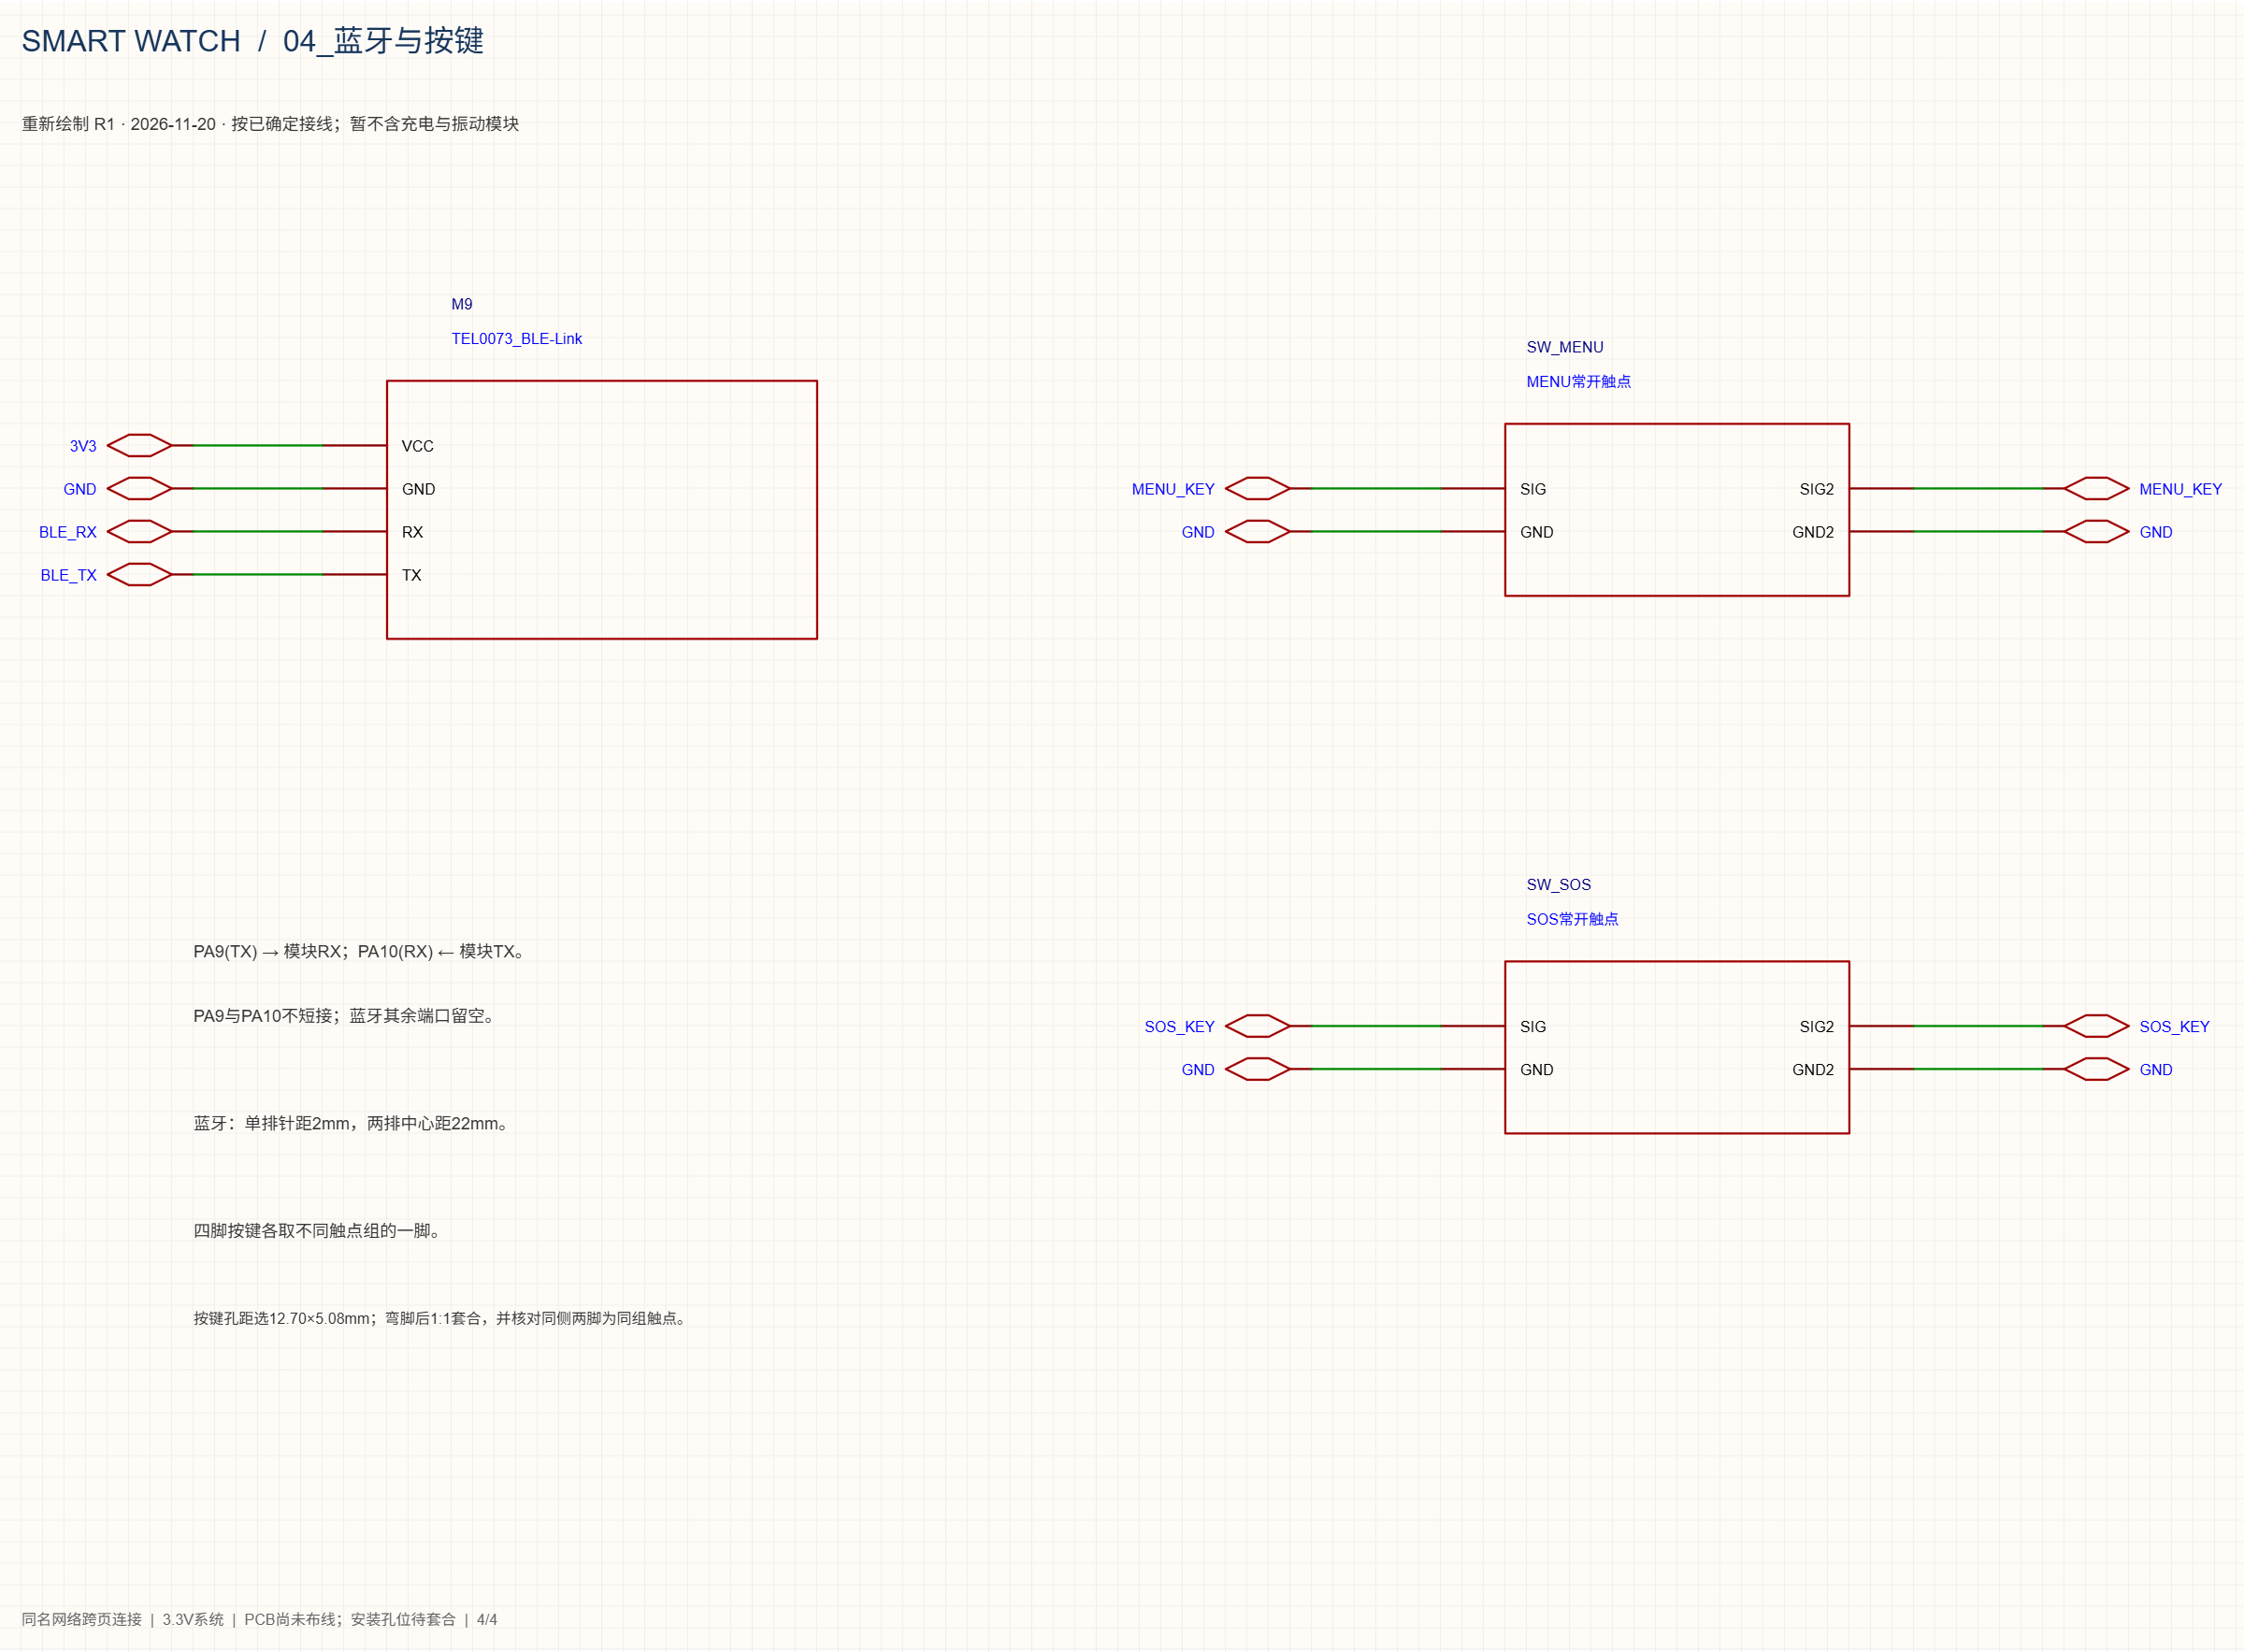 SMART WATCH / 04_蓝牙与按键
重新绘制 R1 · 2026-11-20 · 按已确定接线；暂不含充电与振动模块
M9
TEL0073_BLE-Link
3V3
VCC
GND
GND
BLE_RX
RX
BLE_TX
TX
SW_MENU
MENU常开触点
MENU_KEY
SIG
SIG2
MENU_KEY
GND
GND
GND2
GND
SW_SOS
SOS常开触点
SOS_KEY
SIG
SIG2
SOS_KEY
GND
GND
GND2
GND
PA9(TX) → 模块RX；PA10(RX) ← 模块TX。
PA9与PA10不短接；蓝牙其余端口留空。
蓝牙：单排针距2mm，两排中心距22mm。
四脚按键各取不同触点组的一脚。
按键孔距选12.70×5.08mm；弯脚后1:1套合，并核对同侧两脚为同组触点。
同名网络跨页连接 | 3.3V系统 | PCB尚未布线；安装孔位待套合 | 4/4